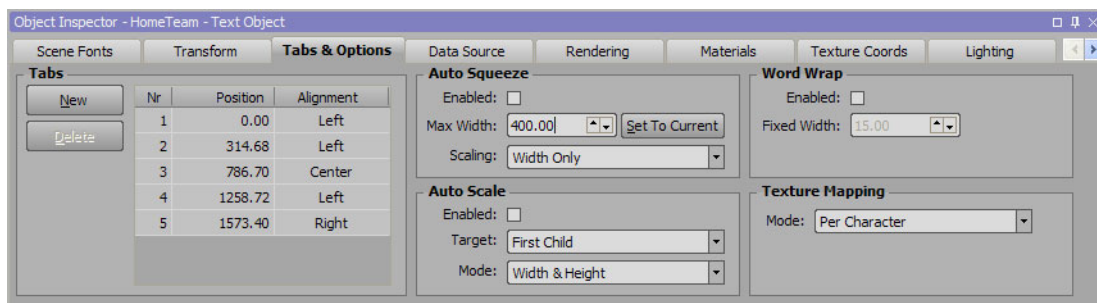 Object Inspector - HomeTeam - Text Object
Scene Fonts Transform Tabs & Options Data Source Rendering Materials Texture Coords Lighting
Tabs
New
Delete
Nr Position Alignment
1 0.00 Left
2 314.68 Left
3 786.70 Center
4 1258.72 Left
5 1573.40 Right
Auto Squeeze
Enabled:
Max Width: 400.00 Set To Current
Scaling: Width Only
Auto Scale
Enabled:
Target: First Child
Mode: Width & Height
Word Wrap
Enabled:
Fixed Width: 15.00
Texture Mapping
Mode: Per Character